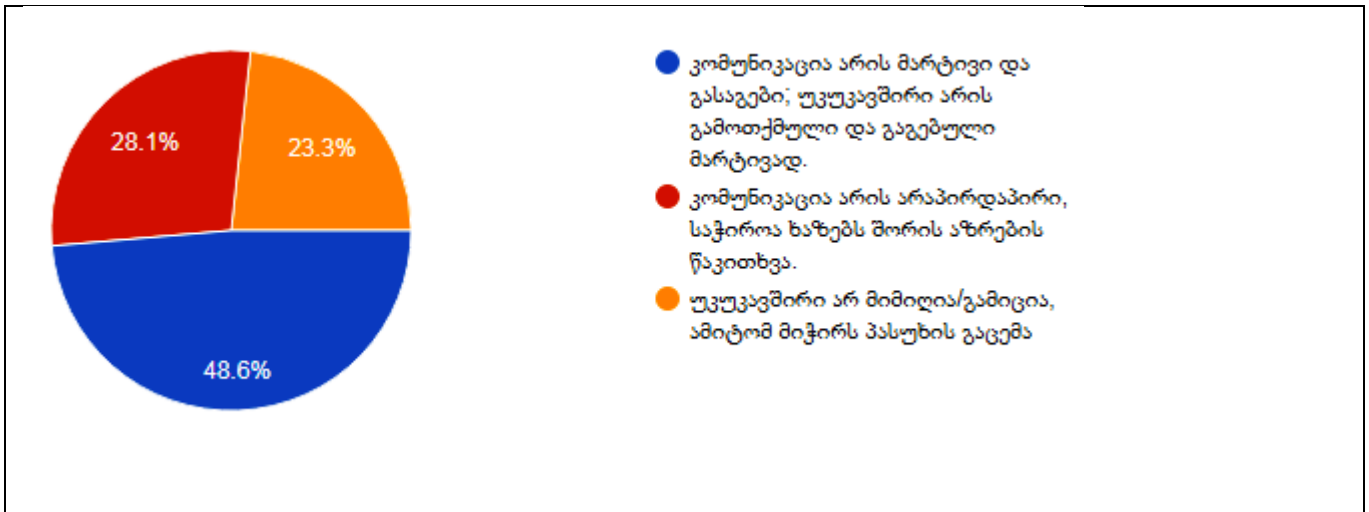 კომუნიკაცია არის მარტივი და
გასაგები; უკუკავშირი არის
გამოთქმული და გაგებული
მარტივად.
კომუნიკაცია არის არაპირდაპირი,
საჭიროა ხაზებს შორის აზრების
წაკითხვა.
უკუკავშირი არ მიმიღია/გამიცია,
ამიტომ მიჭირს პასუხის გაცემა
28.1%
23.3%
48.6%